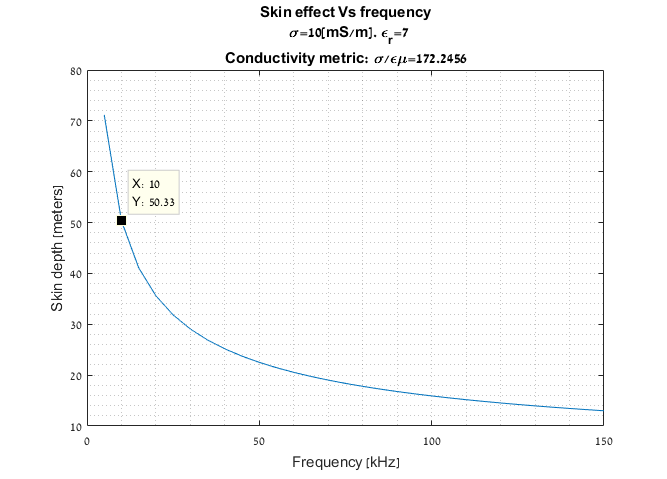 Skin effect Vs frequency
σ=10[mS/m]. ϵr=7
Conductivity metric: σ/ϵμ=172.2456
80
70
60
50
40
30
20
10
Skin depth [meters]
X: 10
Y: 50.33
0
50
100
150
Frequency [kHz]